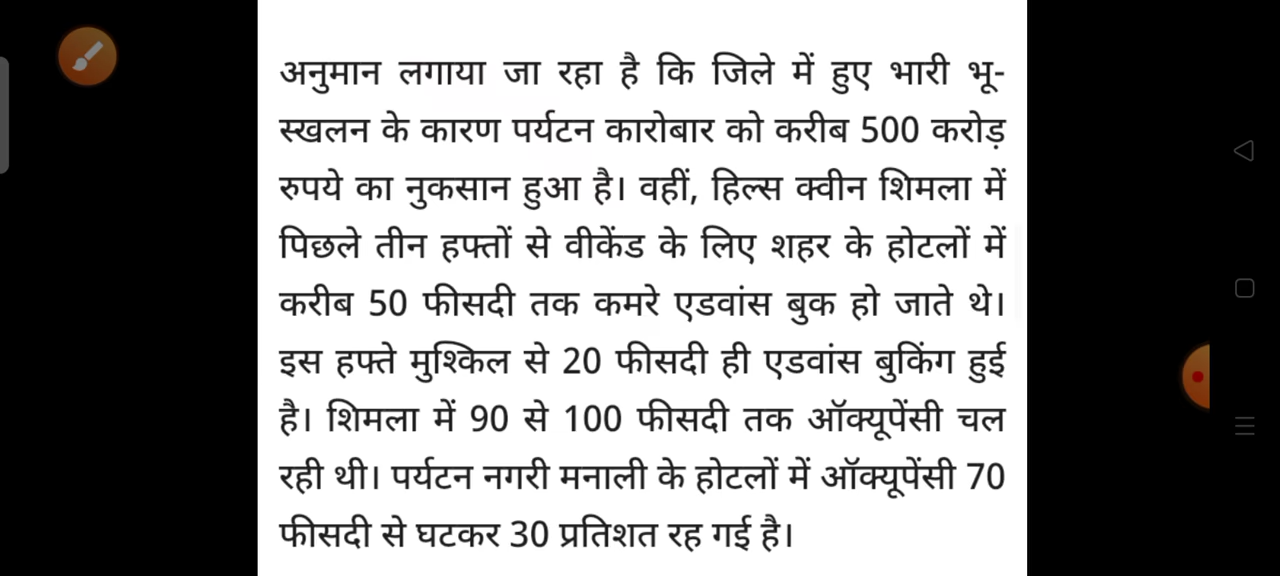 अनुमान लगाया जा रहा है कि जिले में हुए भारी भू-
स्खलन के कारण पर्यटन कारोबार को करीब 500 करोड़
रुपये का नुकसान हुआ है। वहीं, हिल्स क्वीन शिमला में
पिछले तीन हफ्तों से वीकेंड के लिए शहर के होटलों में
करीब 50 फीसदी तक कमरे एडवांस बुक हो जाते थे।
इस हफ्ते मुश्किल से 20 फीसदी ही एडवांस बुकिंग हुई
है। शिमला में 90 से 100 फीसदी तक ऑक्यूपेंसी चल
रही थी। पर्यटन नगरी मनाली के होटलों में ऑक्यूपेंसी 70
फीसदी से घटकर 30 प्रतिशत रह गई है।